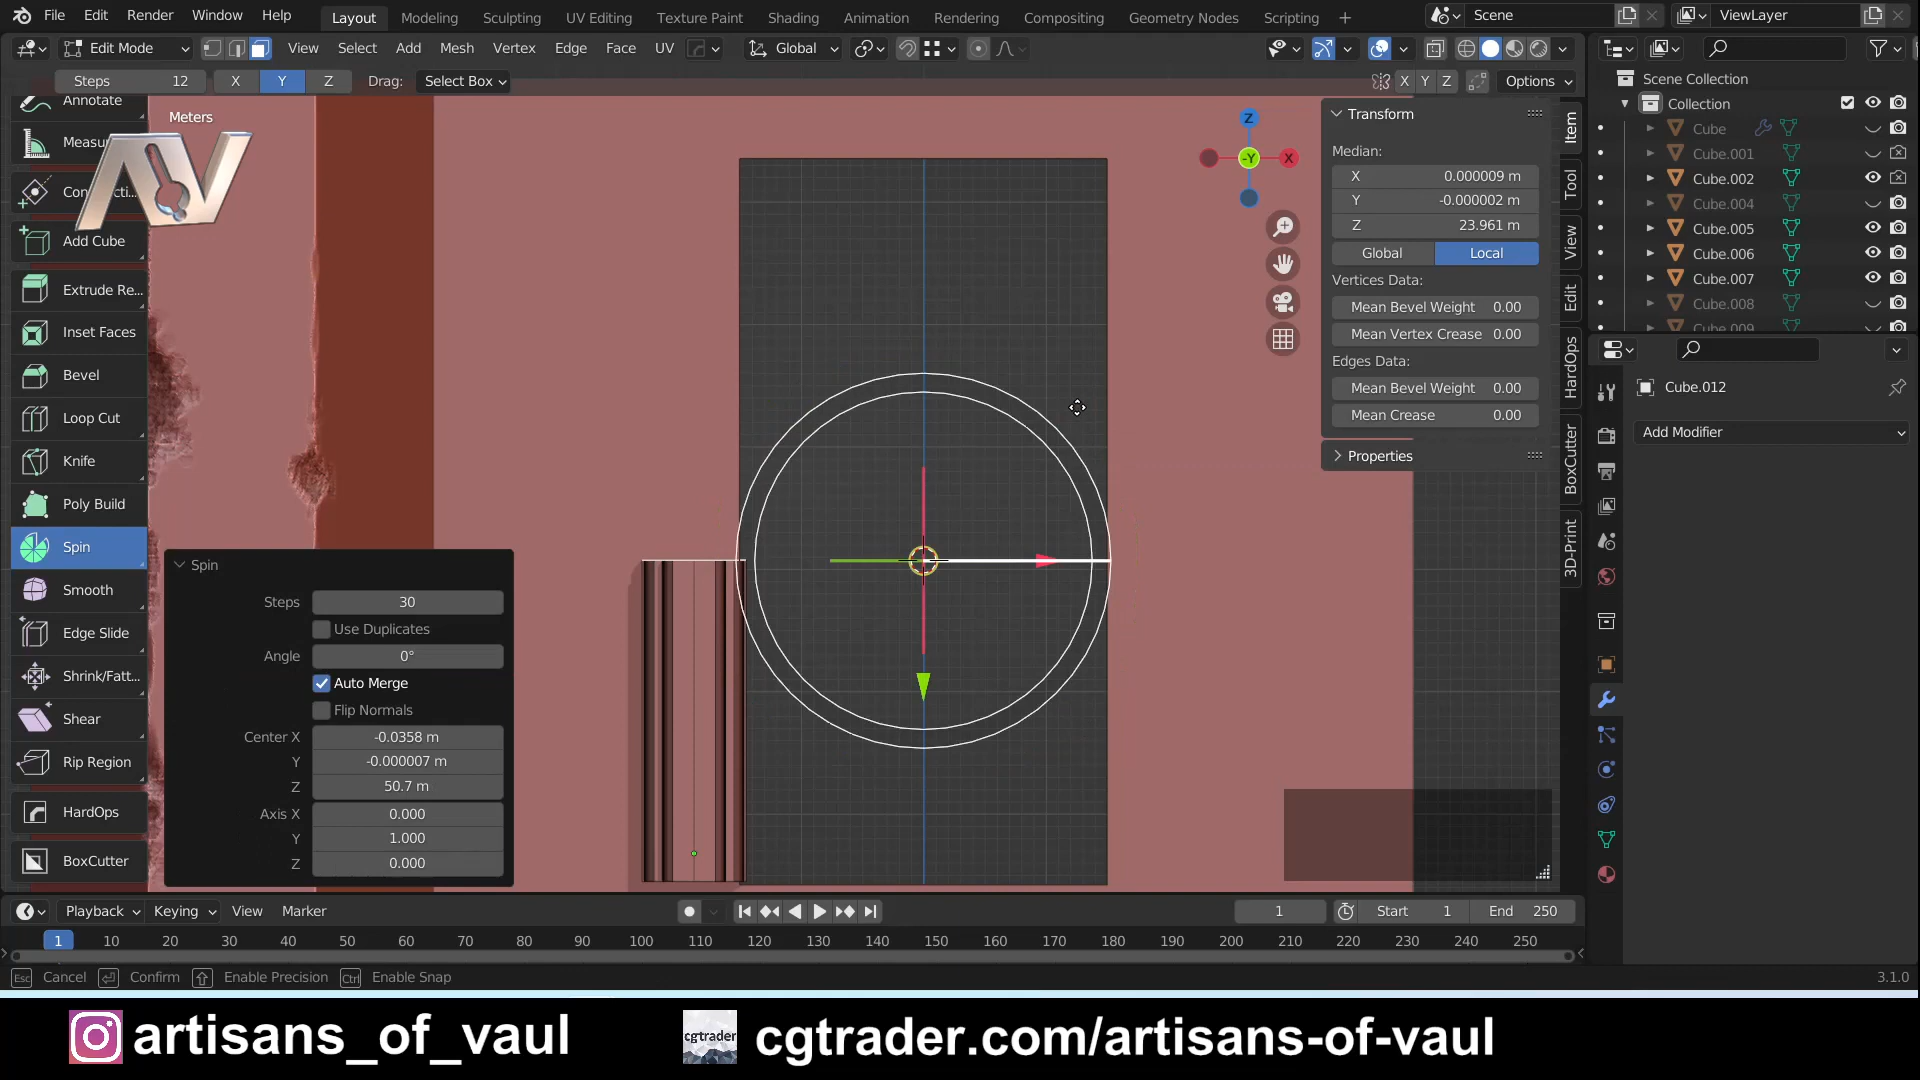 File Edit Render Window Help Layout Modeling Sculpting UV Editing Texture Paint Shading Animation Rendering Compositing Geometry Nodes Scripting + Scene ViewLayer
Edit Mode View Select Add Mesh Vertex Edge Face UV Global
Steps 12 X Y Z Drag: Select Box X Y Z Options
Scene Collection
Collection
Cube
Cube.001
Cube.002
Cube.004
Cube.005
Cube.006
Cube.007
Cube.008
Cube.009
Annotate
Meters
Add Cube
Extrude Re...
Inset Faces
Bevel
Loop Cut
Knife
Poly Build
Spin
Smooth
Edge Slide
Shrink/Fatt...
Shear
Rip Region
HardOps
BoxCutter
AV
Z
-Y X
Transform
Median:
X 0.000009 m
Y -0.000002 m
Z 23.961 m
Global Local
Vertices Data:
Mean Bevel Weight 0.00
Mean Vertex Crease 0.00
Edges Data:
Mean Bevel Weight 0.00
Mean Crease 0.00
Properties
Item
Tool
View
Edit
HardOps
BoxCutter
3D-Print
Cube.012
Add Modifier
Spin
Steps 30
Use Duplicates
Angle 0°
Auto Merge
Flip Normals
Center X -0.0358 m
Y -0.000007 m
Z 50.7 m
Axis X 0.000
Y 1.000
Z 0.000
Playback Keying View Marker 1 Start 1 End 250
1 10 20 30 40 50 60 70 80 90 100 110 120 130 140 150 160 170 180 190 200 210 220 230 240 250
Esc Cancel Confirm Enable Precision Ctrl Enable Snap 3.1.0
artisans_of_vaul cgtrader cgtrader.com/artisans-of-vaul